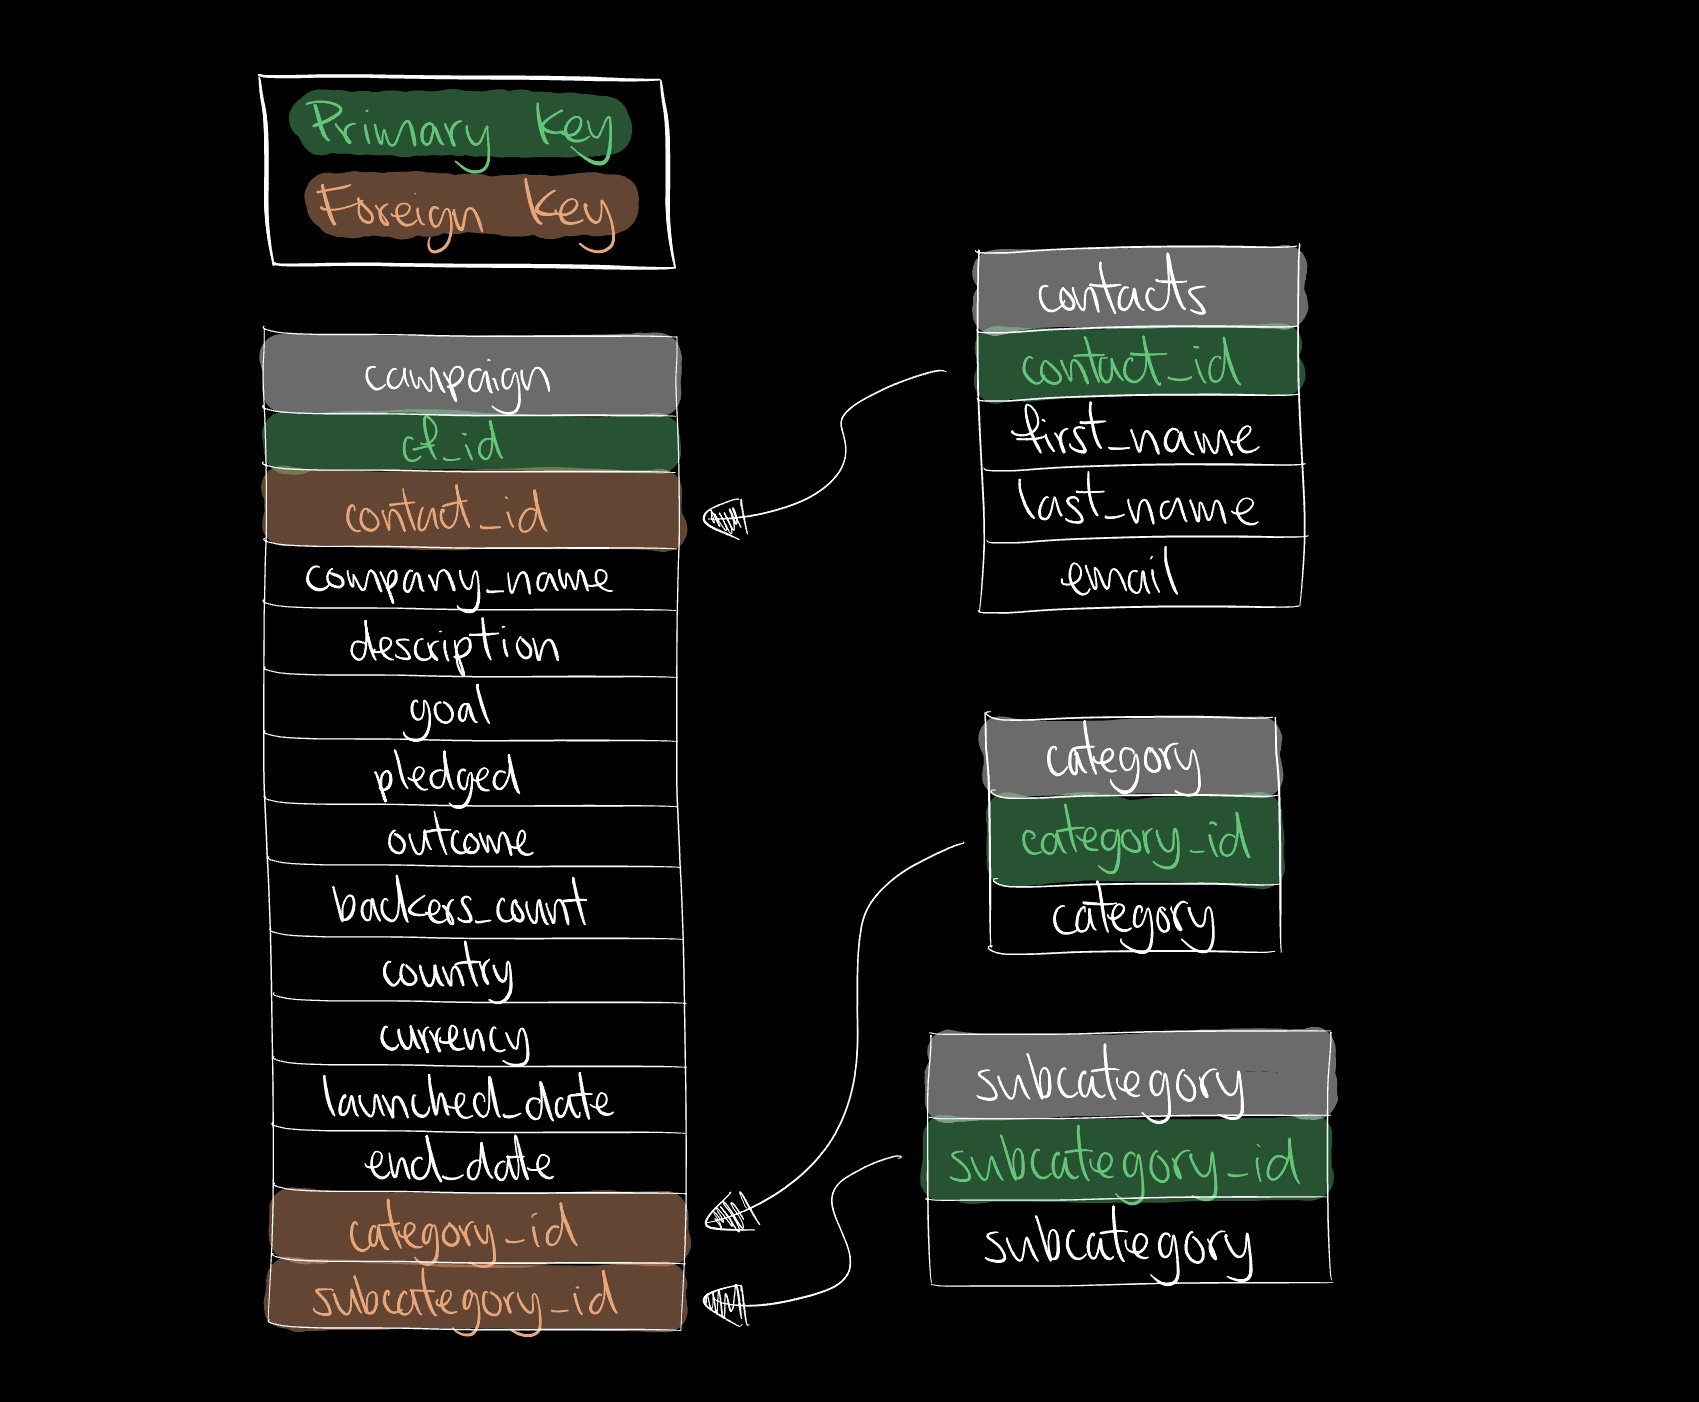 Primary Key
Foreign Key
campaign
cf_id
contact_id
company_name
description
goal
pledged
outcome
backers_count
country
currency
launched_date
end_date
category_id
subcategory_id
contacts
contact_id
first_name
last_name
email
category
category_id
category
subcategory
subcategory_id
subcategory